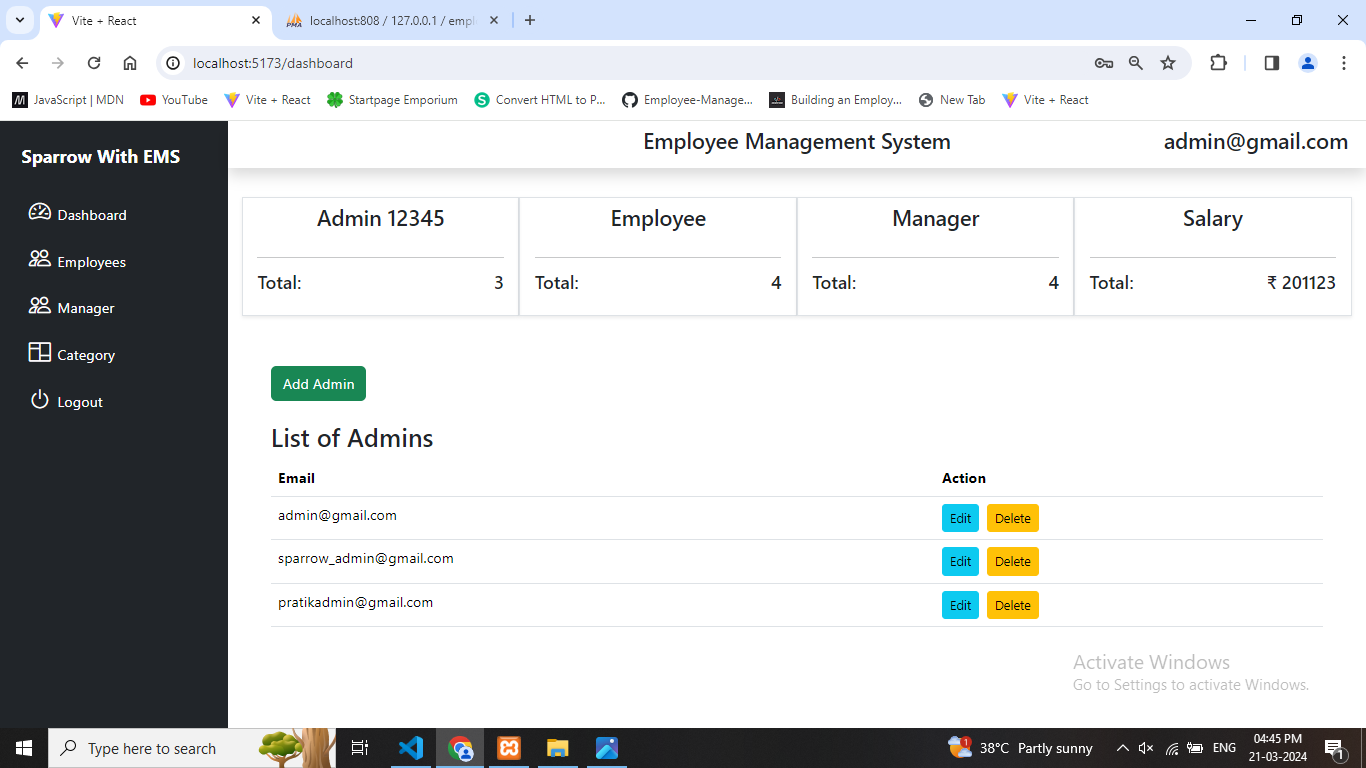 Vite + React
localhost:808 / 127.0.0.1 / empl
localhost:5173/dashboard
JavaScript | MDN YouTube Vite + React Startpage Emporium Convert HTML to P... Employee-Manage... Building an Employ... New Tab Vite + React
Sparrow With EMS
Dashboard
Employees
Manager
Category
Logout
Employee Management System admin@gmail.com
Admin 12345 Employee Manager Salary
Total: 3 Total: 4 Total: 4 Total: ₹ 201123
Add Admin
List of Admins
Email Action
admin@gmail.com Edit Delete
sparrow_admin@gmail.com Edit Delete
pratikadmin@gmail.com Edit Delete
Activate Windows
Go to Settings to activate Windows.
Type here to search
1
38°C Partly sunny
ENG
04:45 PM
21-03-2024
1